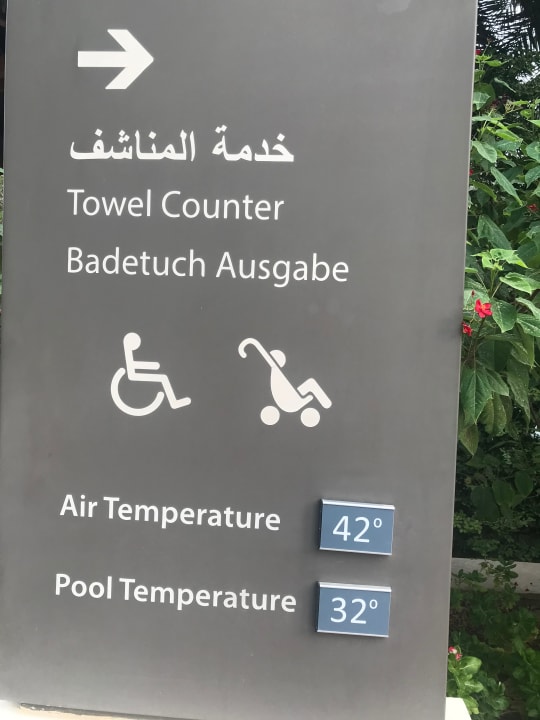 خدمة المناشف
Towel Counter
Badetuch Ausgabe
Air Temperature 42°
Pool Temperature 32°